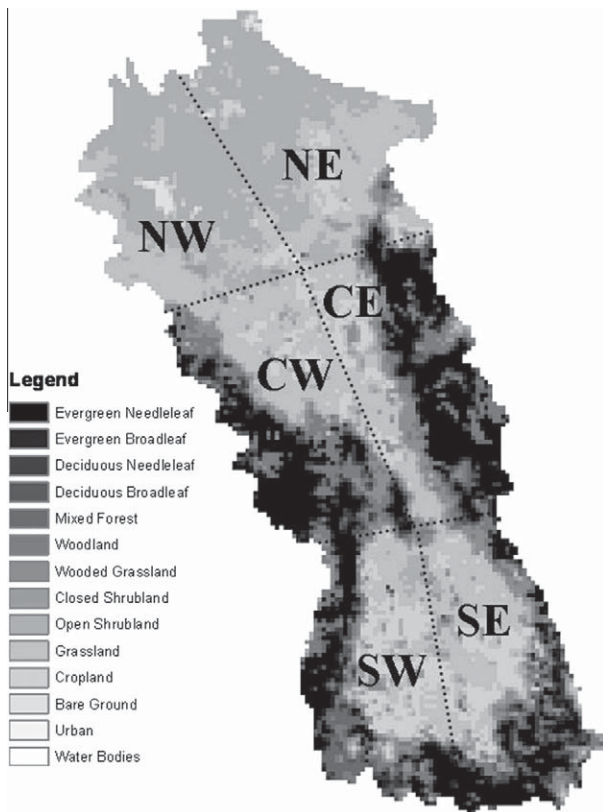 NE
NW
CE
CW
SE
SW
Legend
Evergreen Needleleaf
Evergreen Broadleaf
Deciduous Needleleaf
Deciduous Broadleaf
Mixed Forest
Woodland
Wooded Grassland
Closed Shrubland
Open Shrubland
Grassland
Cropland
Bare Ground
Urban
Water Bodies